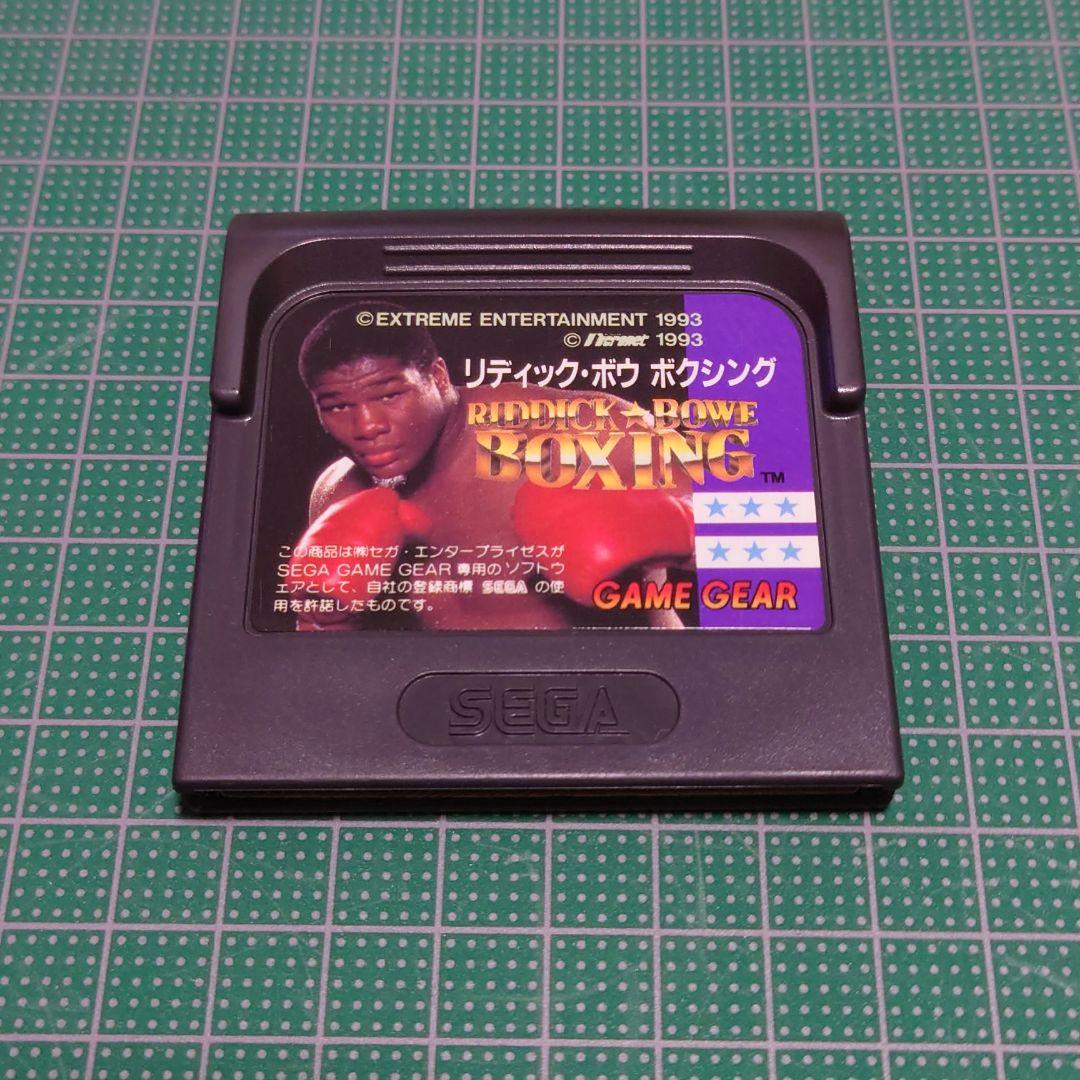 ©EXTREME ENTERTAINMENT 1993
© Micronet 1993
リディック・ボウ ボクシング
RIDDICK★BOWE
BOXING™
この商品は㈱セガ・エンタープライゼスが
SEGA GAME GEAR 専用のソフトウ
ェアとして、自社の登録商標 SEGA の使
用を許諾したものです。
GAME GEAR
SEGA